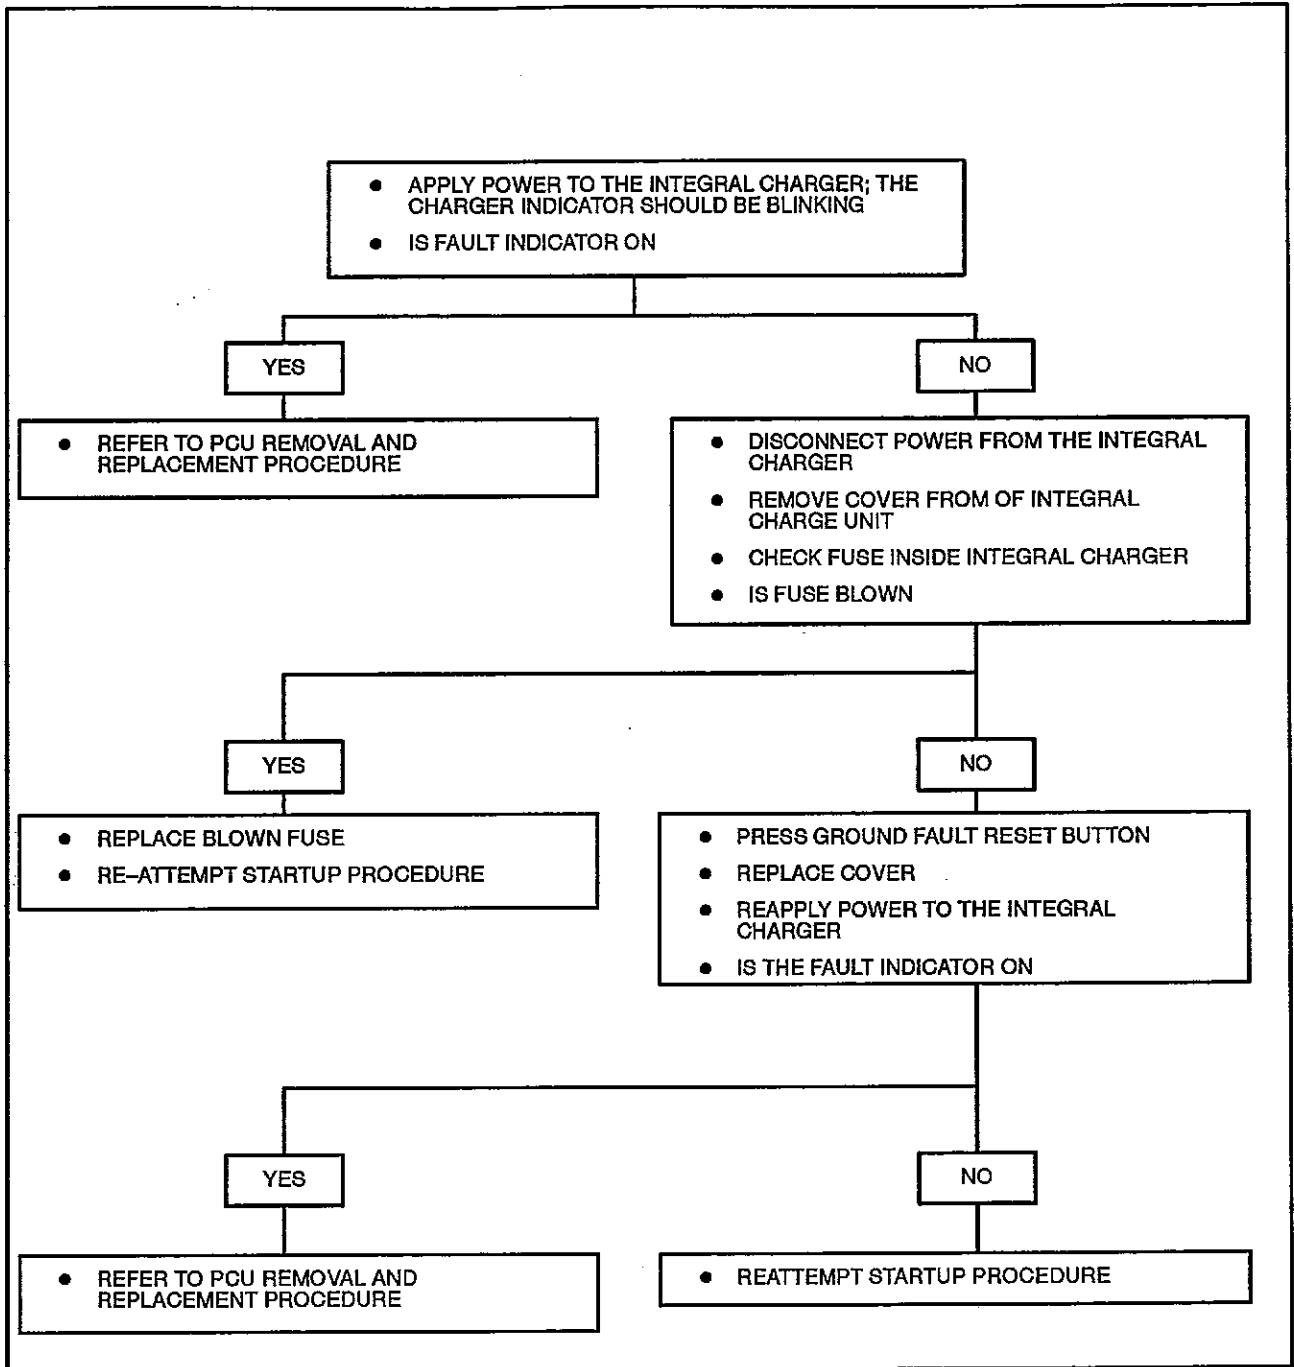 ● APPLY POWER TO THE INTEGRAL CHARGER; THE
CHARGER INDICATOR SHOULD BE BLINKING
● IS FAULT INDICATOR ON
YES
NO
● REFER TO PCU REMOVAL AND
REPLACEMENT PROCEDURE
● DISCONNECT POWER FROM THE INTEGRAL
CHARGER
● REMOVE COVER FROM OF INTEGRAL
CHARGE UNIT
● CHECK FUSE INSIDE INTEGRAL CHARGER
● IS FUSE BLOWN
YES
NO
● REPLACE BLOWN FUSE
● RE–ATTEMPT STARTUP PROCEDURE
● PRESS GROUND FAULT RESET BUTTON
● REPLACE COVER
● REAPPLY POWER TO THE INTEGRAL
CHARGER
● IS THE FAULT INDICATOR ON
YES
NO
● REFER TO PCU REMOVAL AND
REPLACEMENT PROCEDURE
● REATTEMPT STARTUP PROCEDURE